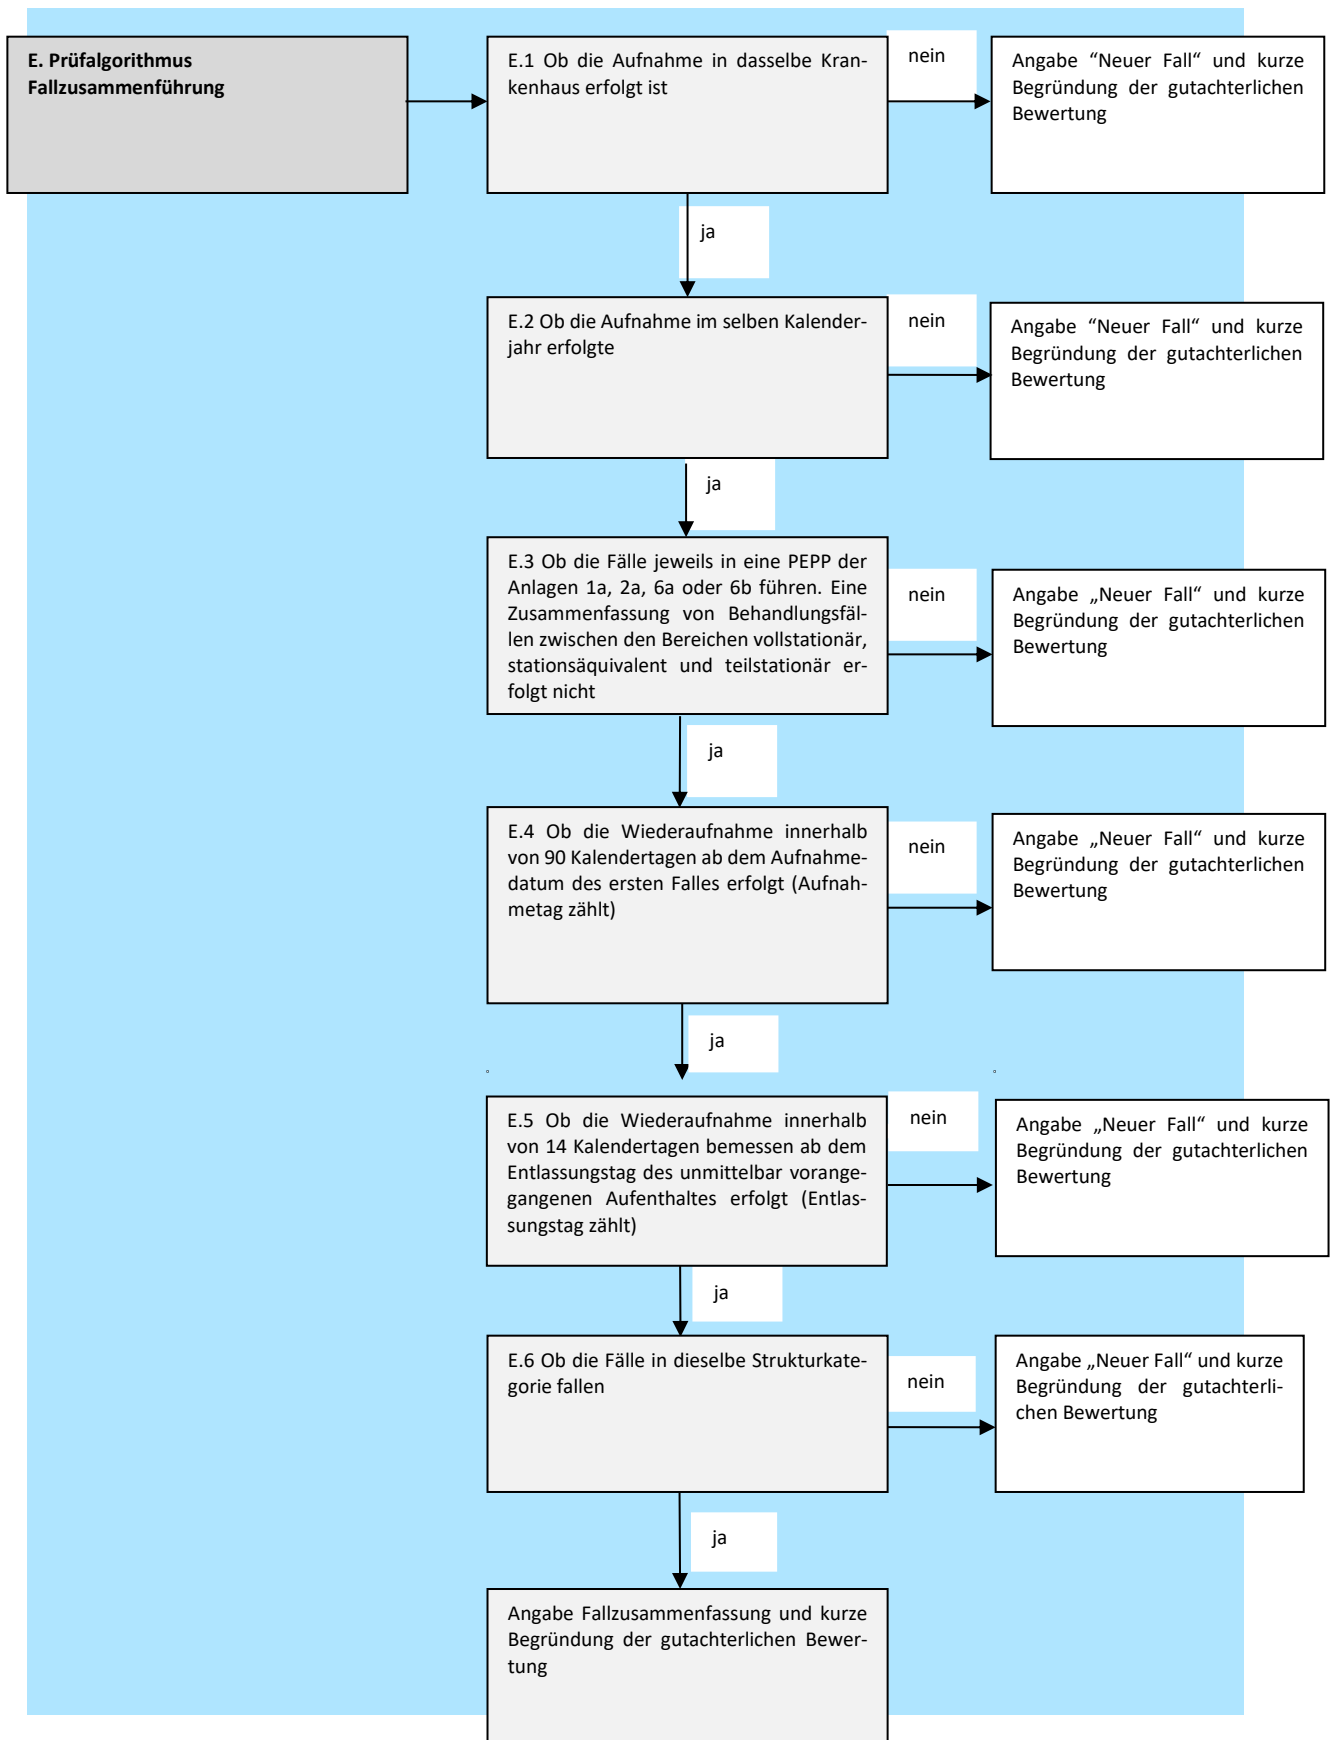 E. Prüfalgorithmus
Fallzusammenführung
E.1 Ob die Aufnahme in dasselbe Kran-
kenhaus erfolgt ist
nein
Angabe “Neuer Fall“ und kurze
Begründung der gutachterlichen
Bewertung
ja
E.2 Ob die Aufnahme im selben Kalender-
jahr erfolgte
nein
Angabe “Neuer Fall“ und kurze
Begründung der gutachterlichen
Bewertung
ja
E.3 Ob die Fälle jeweils in eine PEPP der
Anlagen 1a, 2a, 6a oder 6b führen. Eine
Zusammenfassung von Behandlungsfäl-
len zwischen den Bereichen vollstationär,
stationsäquivalent und teilstationär er-
folgt nicht
nein
Angabe „Neuer Fall“ und kurze
Begründung der gutachterlichen
Bewertung
ja
E.4 Ob die Wiederaufnahme innerhalb
von 90 Kalendertagen ab dem Aufnahme-
datum des ersten Falles erfolgt (Aufnah-
metag zählt)
nein
Angabe „Neuer Fall“ und kurze
Begründung der gutachterlichen
Bewertung
ja
E.5 Ob die Wiederaufnahme innerhalb
von 14 Kalendertagen bemessen ab dem
Entlassungstag des unmittelbar vorange-
gangenen Aufenthaltes erfolgt (Entlas-
sungstag zählt)
nein
Angabe „Neuer Fall“ und kurze
Begründung der gutachterlichen
Bewertung
ja
E.6 Ob die Fälle in dieselbe Strukturkate-
gorie fallen
nein
Angabe „Neuer Fall“ und kurze
Begründung der gutachterli-
chen Bewertung
ja
Angabe Fallzusammenfassung und kurze
Begründung der gutachterlichen Bewer-
tung